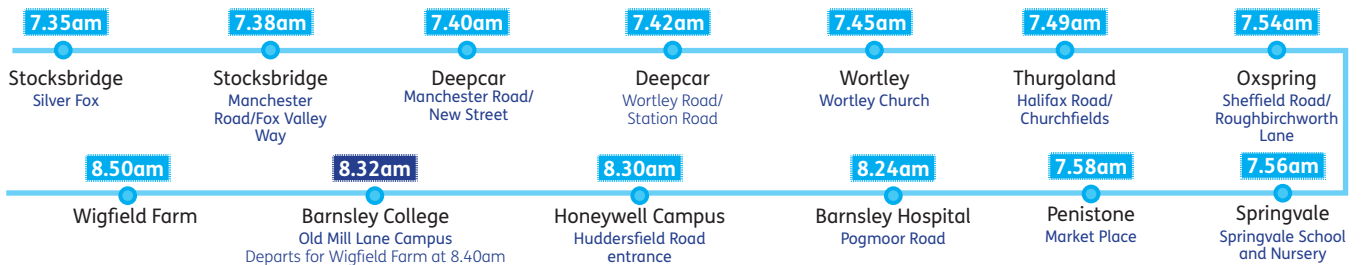 7.35am 7.38am 7.40am 7.42am 7.45am 7.49am 7.54am
Stocksbridge Stocksbridge Deepcar Deepcar Wortley Thurgoland Oxspring
Silver Fox Manchester Manchester Road/ Wortley Road/ Wortley Church Halifax Road/ Sheffield Road/
Road/Fox Valley New Street Station Road Churchfields Roughbirchworth
Way Lane
8.50am 8.32am 8.30am 8.24am 7.58am 7.56am
Wigfield Farm Barnsley College Honeywell Campus Barnsley Hospital Penistone Springvale
Old Mill Lane Campus Huddersfield Road Pogmoor Road Market Place Springvale School
Departs for Wigfield Farm at 8.40am entrance and Nursery